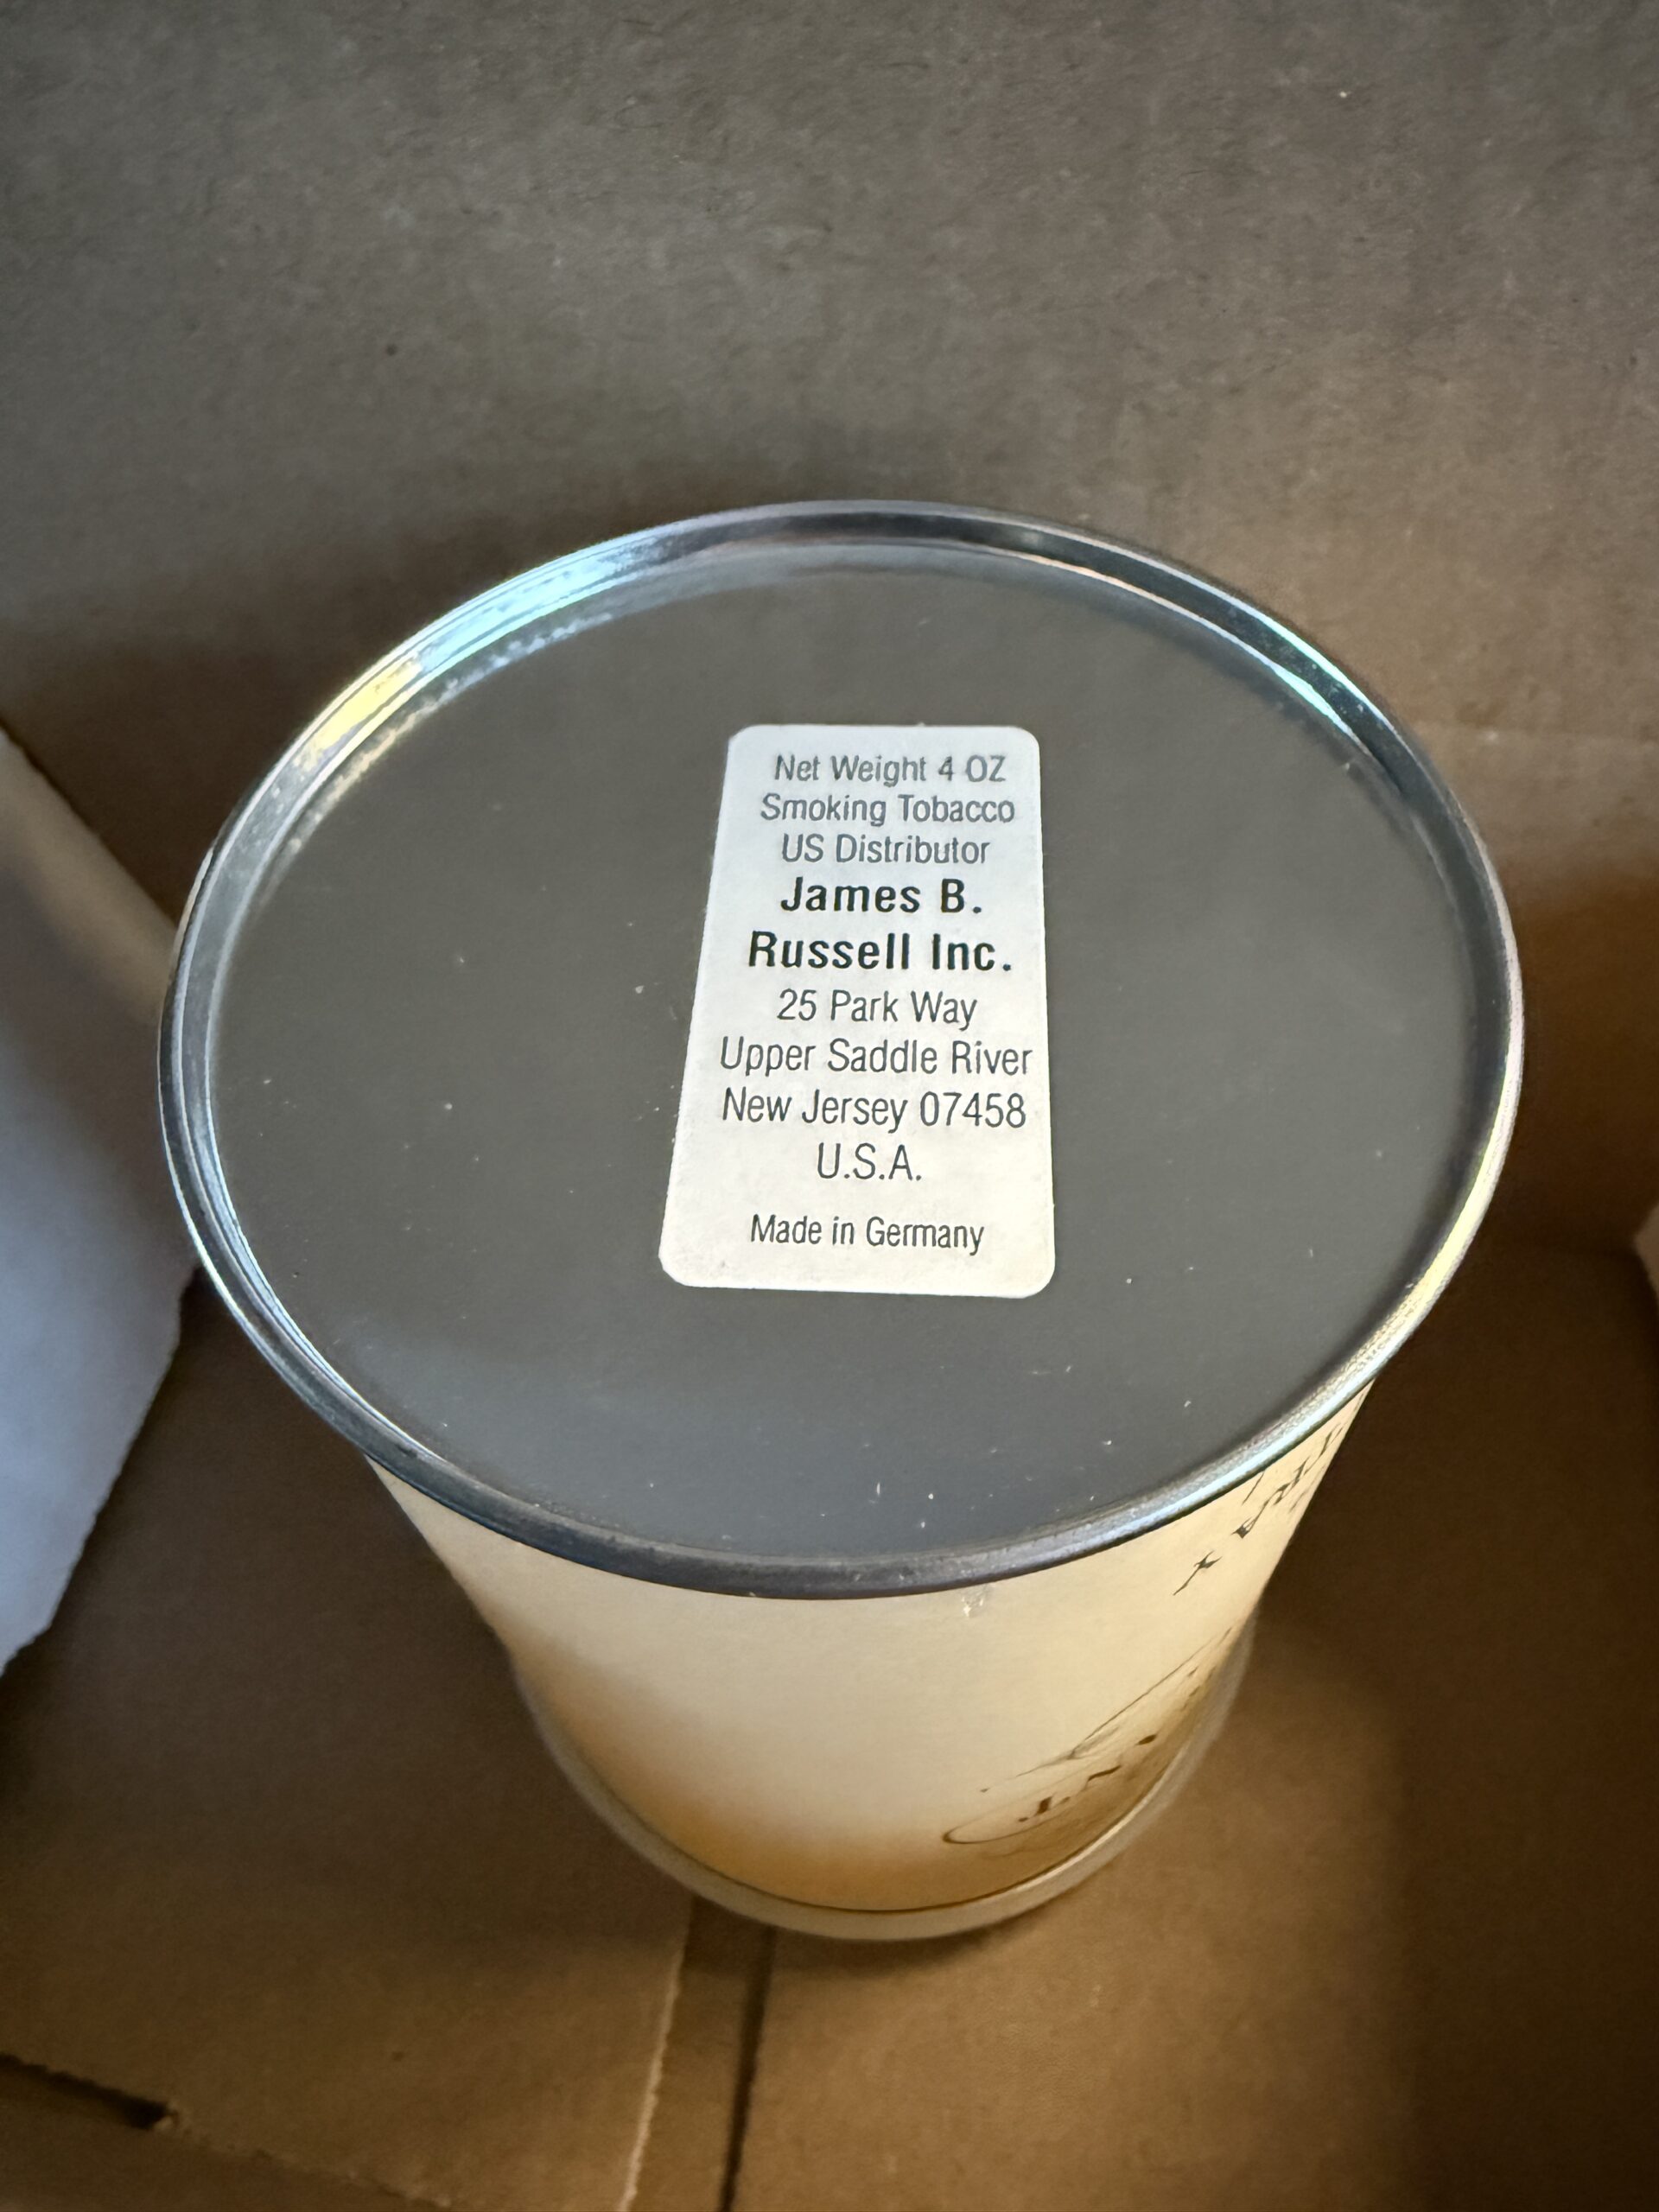 Net Weight 4 OZ
Smoking Tobacco
US Distributor
James B.
Russell Inc.
25 Park Way
Upper Saddle River
New Jersey 07458
U.S.A.
Made in Germany